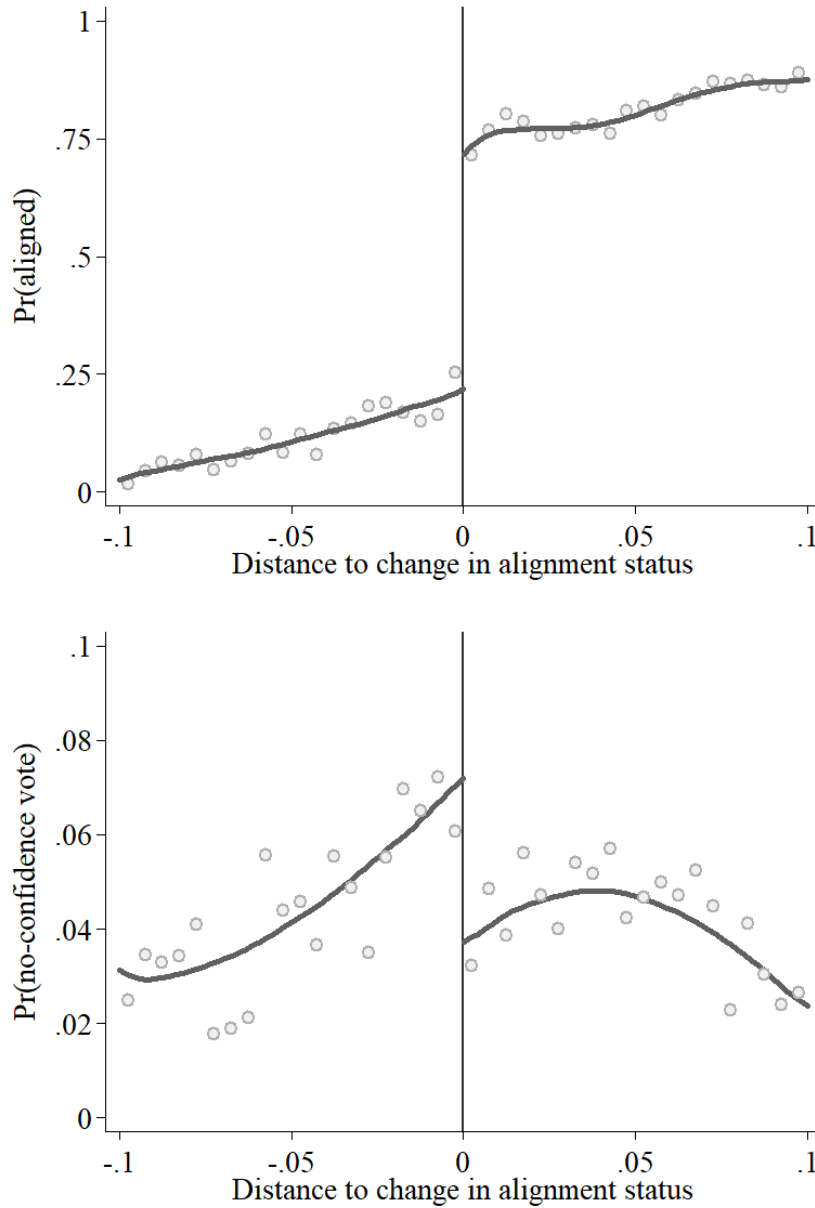 1
.75
.5
.25
0
Pr(aligned)
-.1 -.05 0 .05 .1
Distance to change in alignment status
.1
.08
.06
.04
.02
0
Pr(no-confidence vote)
-.1 -.05 0 .05 .1
Distance to change in alignment status